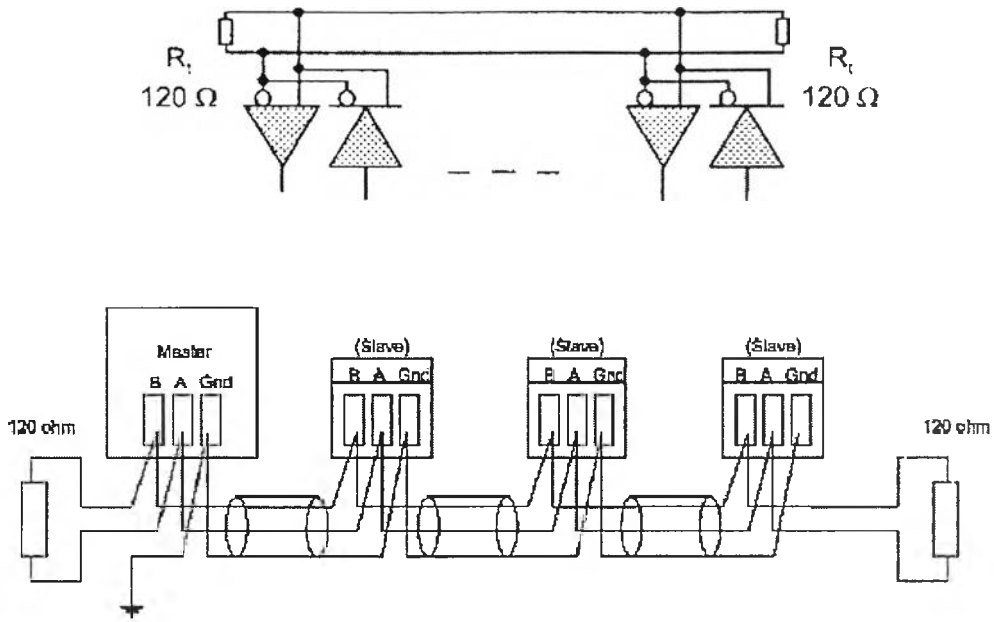 Rt Rt
120 Ω 120 Ω
Master
B A Gnd
(Slave) (Slave) (Slave)
B A Gnd B A Gnd B A Gnd
120 ohm 120 ohm